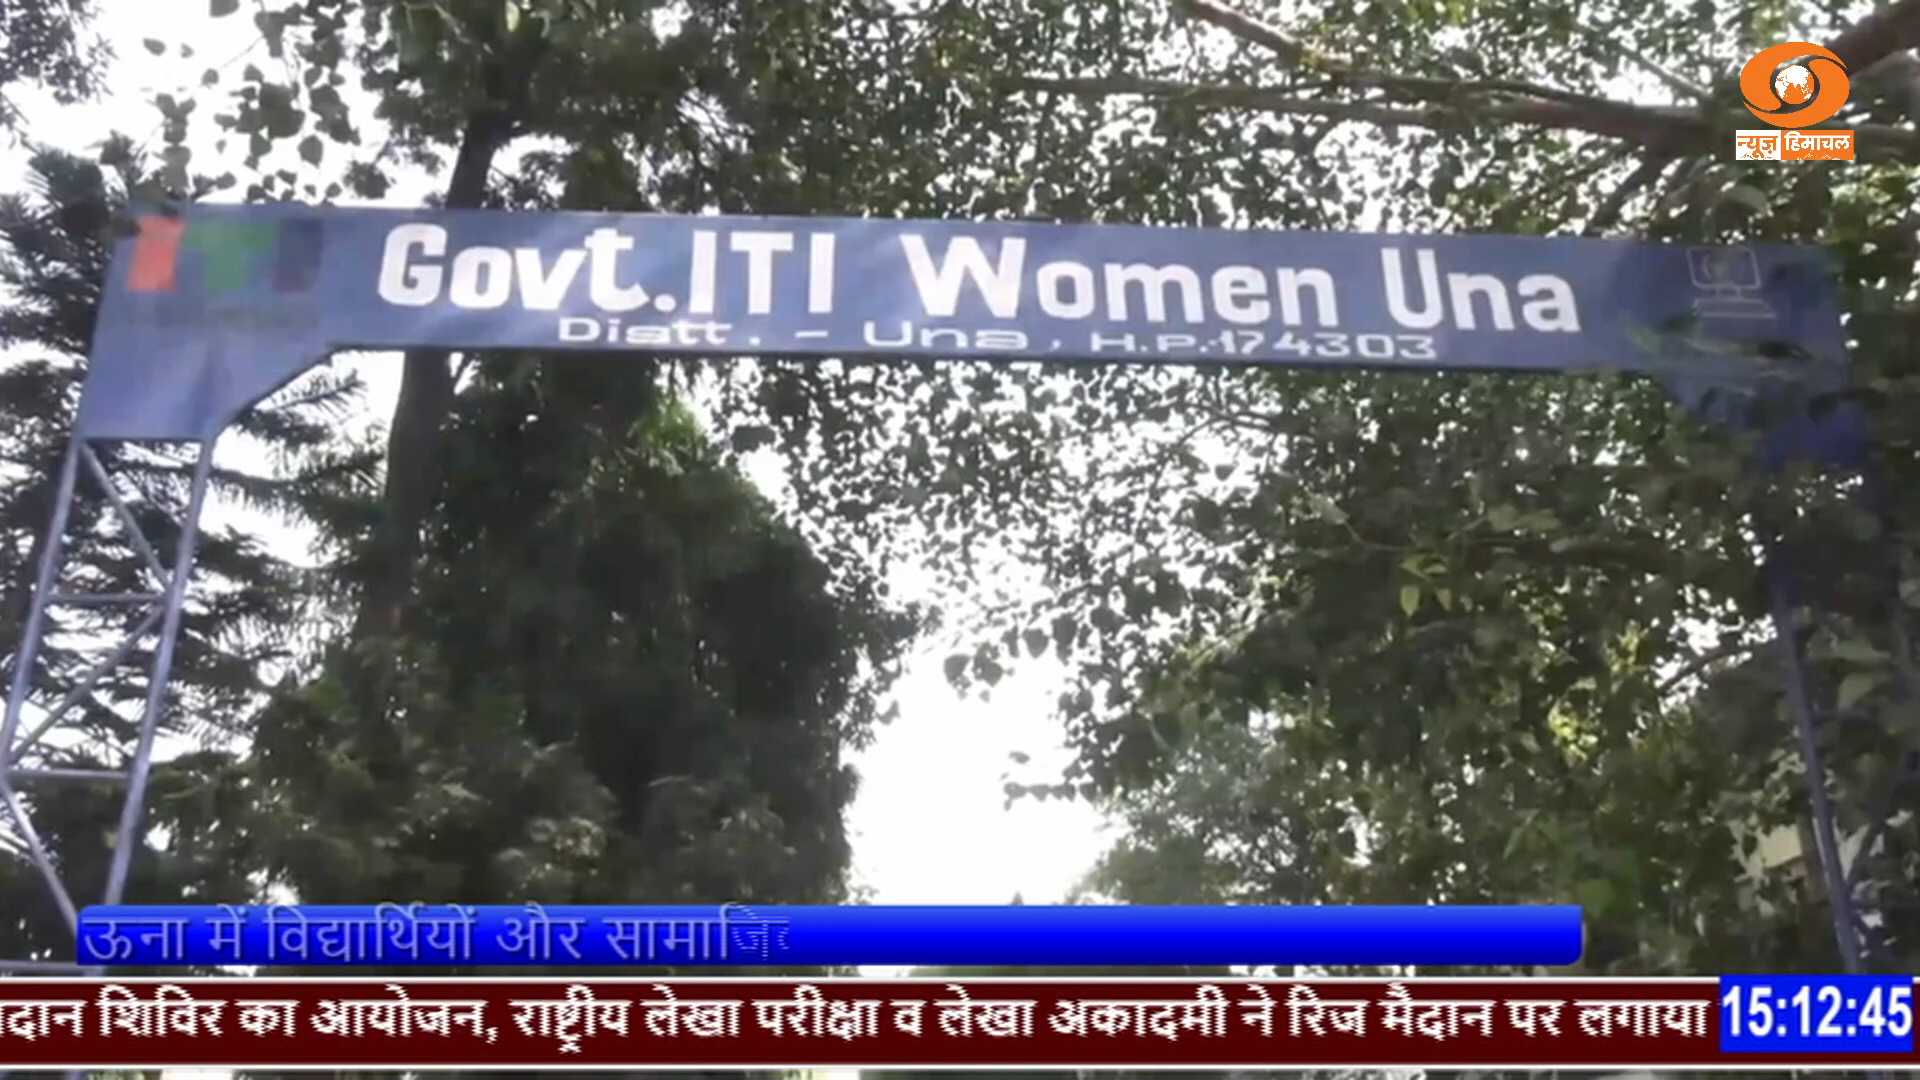 न्यूज़ हिमाचल
ITI
Govt.ITI Women Una
Distt. - Una, H.P.174303
ऊना में विद्यार्थियों और
दान शिविर का आयोजन, राष्ट्रीय लेखा परीक्षा व लेखा अकादमी ने रिज मैदान पर लगाया
15:12:45